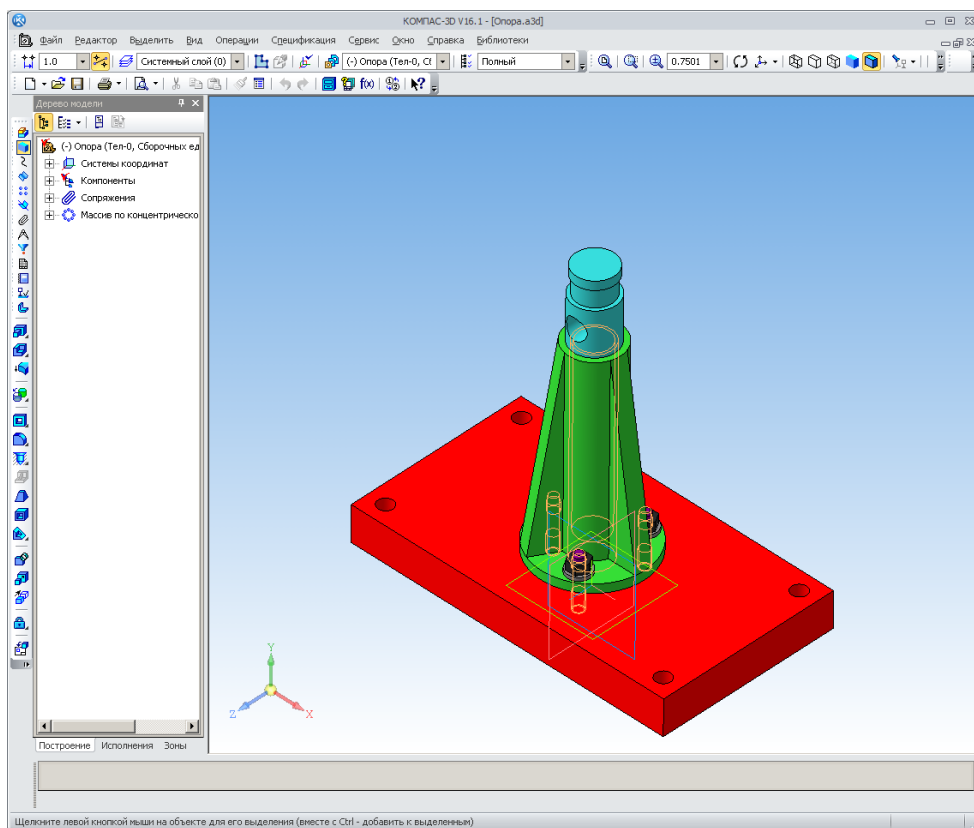 КОМПАС-3D V16.1 - [Опора.a3d]
Файл Редактор Выделить Вид Операции Спецификация Сервис Окно Справка Библиотеки
1.0 Системный слой (0) (-) Опора (Тел-0, Сб Полный 0.7501
f(x)
Дерево модели
(-) Опора (Тел-0, Сборочных ед
Системы координат
Компоненты
Сопряжения
Массив по концентрическо
Y
Z X
Построение Исполнения Зоны
Щелкните левой кнопкой мыши на объекте для его выделения (вместе с Ctrl - добавить к выделенным)